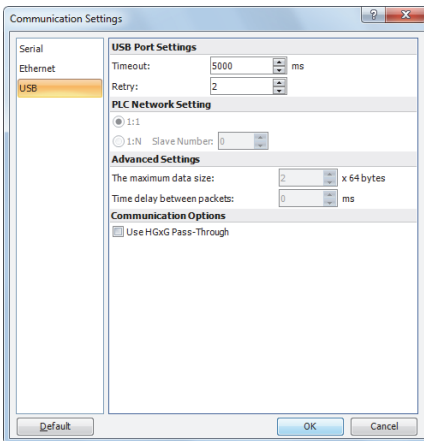 Communication Settings
Serial
Ethernet
USB
USB Port Settings
Timeout: 5000 ms
Retry: 2
PLC Network Setting
1:1
1:N Slave Number: 0
Advanced Settings
The maximum data size: 2 x 64 bytes
Time delay between packets: 0 ms
Communication Options
Use HGxG Pass-Through
Default OK Cancel